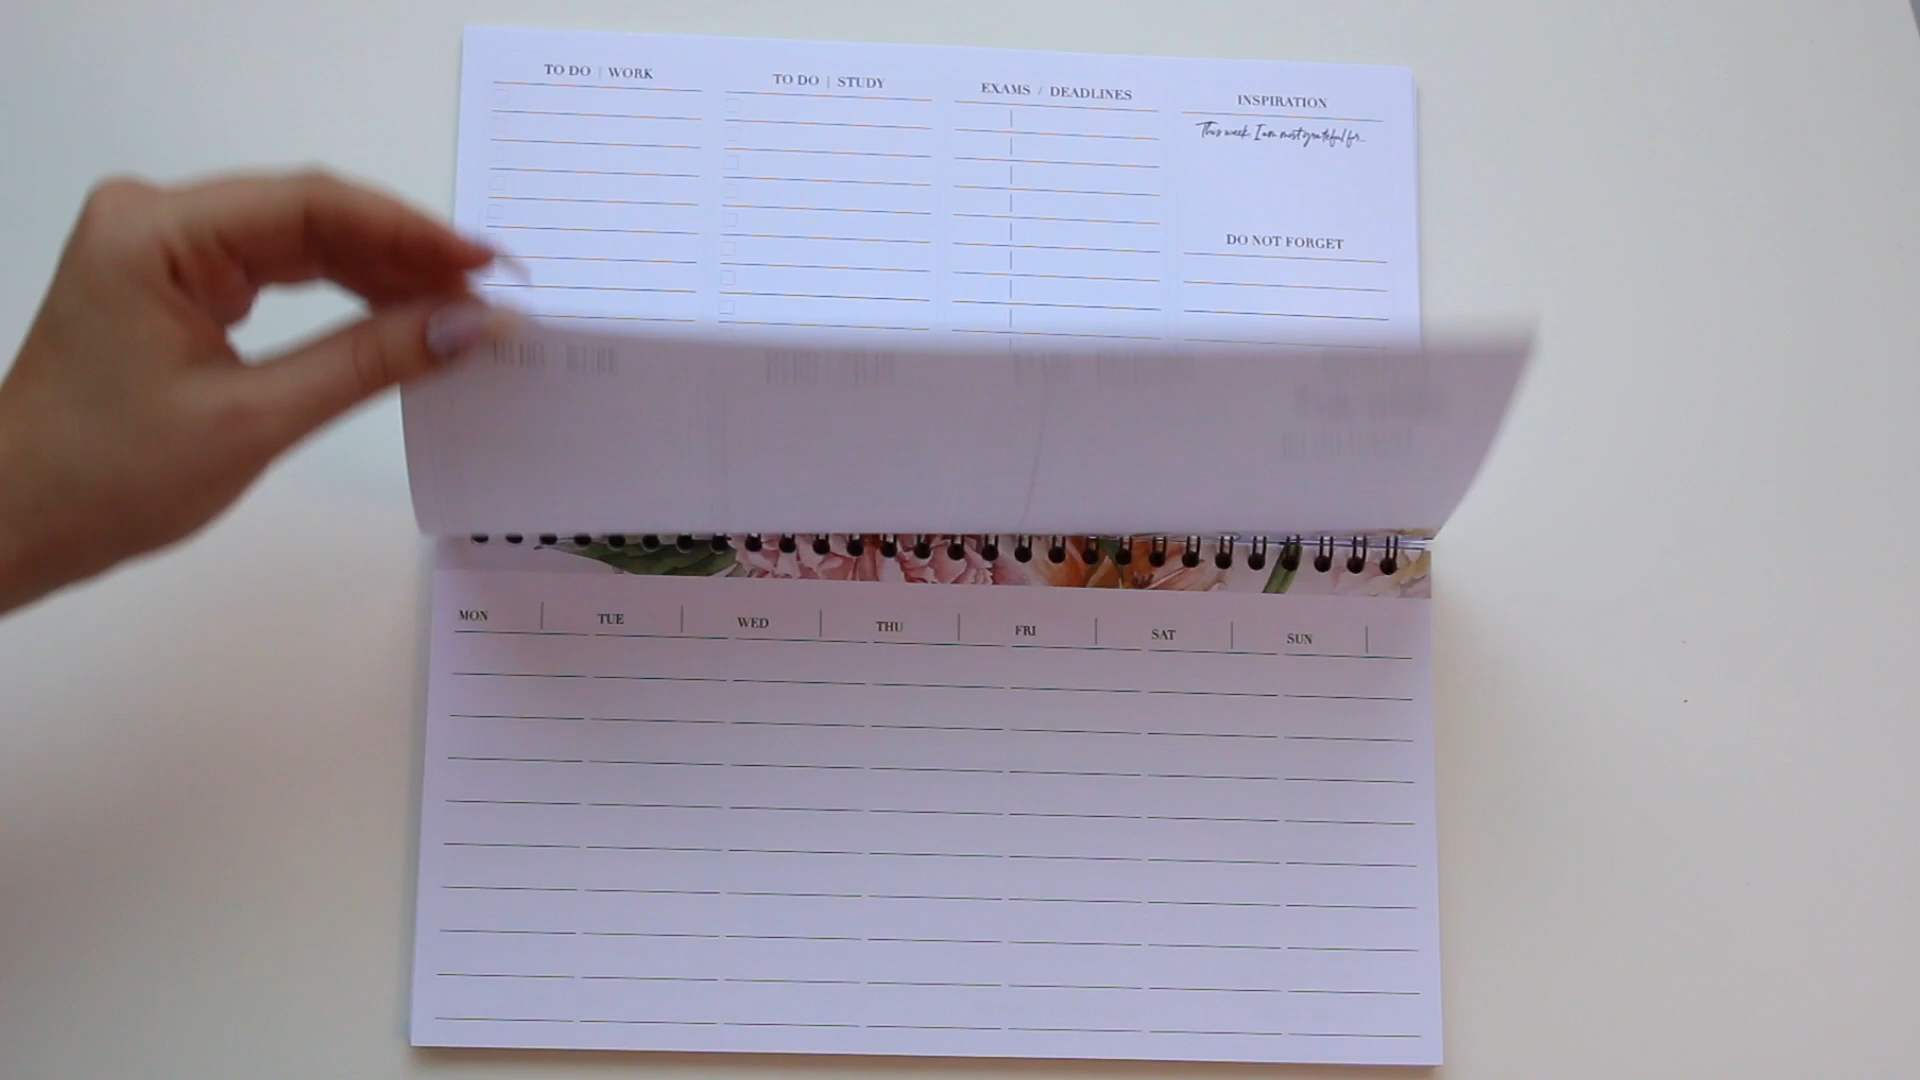 TO DO | WORK
TO DO | STUDY
EXAMS / DEADLINES
INSPIRATION
This week, I am most grateful for...
DO NOT FORGET
MON TUE WED THU FRI SAT SUN